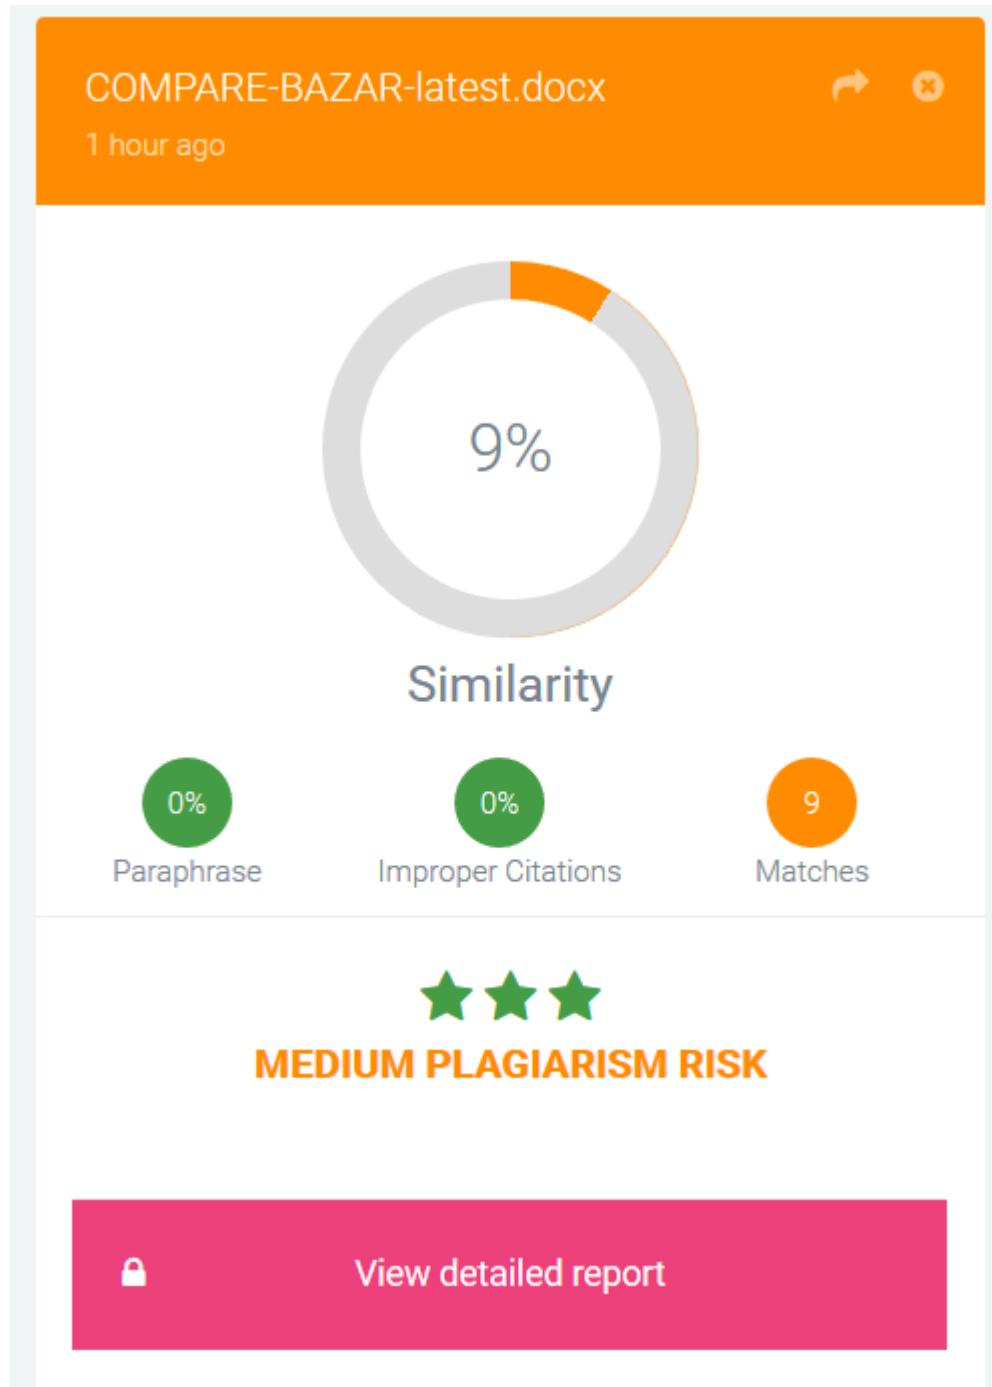 COMPARE-BAZAR-latest.docx
1 hour ago
9%
Similarity
0%
Paraphrase
0%
Improper Citations
9
Matches
MEDIUM PLAGIARISM RISK
View detailed report